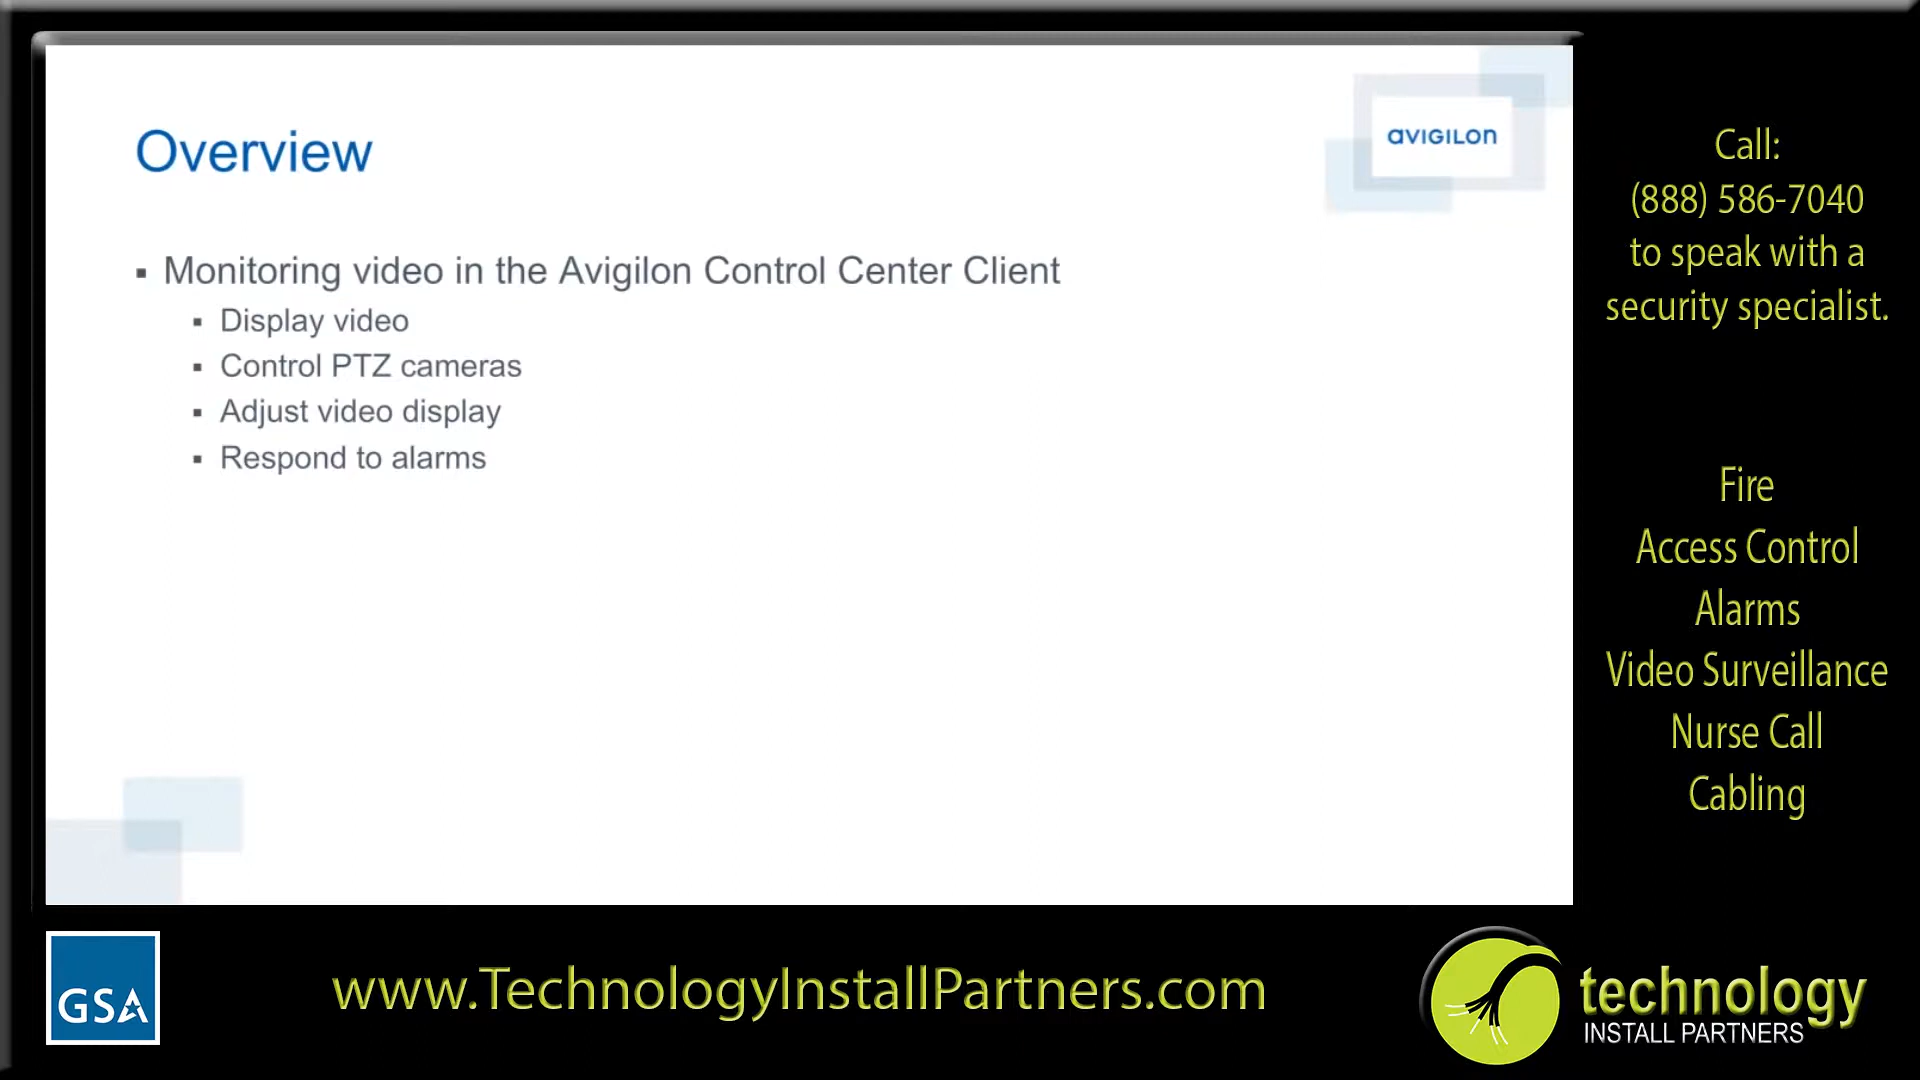 Overview
AVIGILON
▪ Monitoring video in the Avigilon Control Center Client
▪ Display video
▪ Control PTZ cameras
▪ Adjust video display
▪ Respond to alarms
Call:
(888) 586-7040
to speak with a
security specialist.
Fire
Access Control
Alarms
Video Surveillance
Nurse Call
Cabling
GSA
www.TechnologyInstallPartners.com
technology
INSTALL PARTNERS